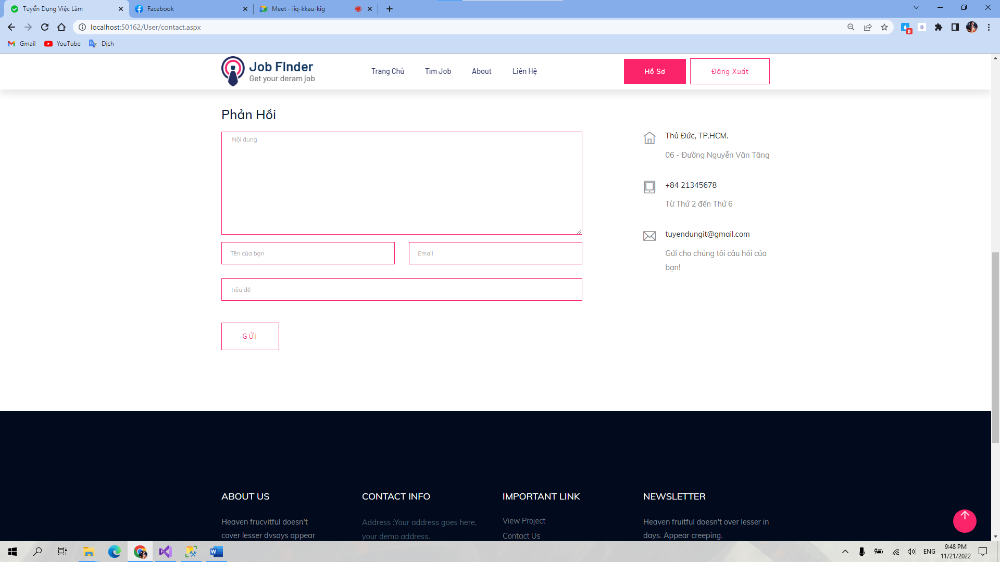 Tuyển Dụng Việc Làm
Facebook
Meet - iiq-kkau-kig
localhost:50162/User/contact.aspx
0
B
Gmail
YouTube
Dịch
Job FInder
Get your deram job
Trang Chủ
Tìm Job
About
Liên Hệ
Hồ Sơ
Đăng Xuất
Phản Hồi
Nội dung
Tên của bạn
Email
Tiêu đề
GỬI
Thủ Đức, TP.HCM.
06 - Đường Nguyễn Văn Tăng
+84 21345678
Từ Thứ 2 đến Thứ 6
tuyendungit@gmail.com
Gửi cho chúng tôi câu hỏi của
bạn!
ABOUT US
Heaven frucvitful doesn't
cover lesser dvsays appear
CONTACT INFO
Address :Your address goes here,
your demo address.
IMPORTANT LINK
View Project
Contact Us
NEWSLETTER
Heaven fruitful doesn't over lesser in
days. Appear creeping.
ENG
9:48 PM
11/21/2022